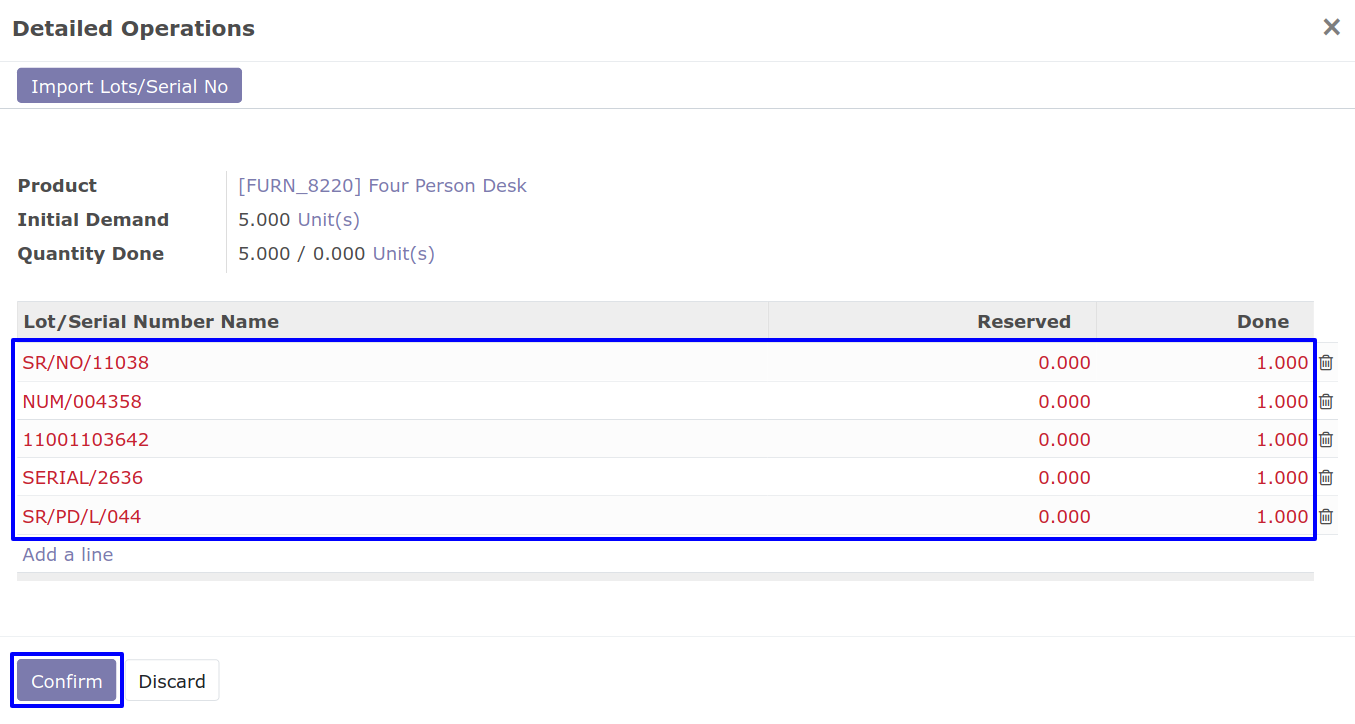 Detailed Operations
Import Lots/Serial No
Product [FURN_8220] Four Person Desk
Initial Demand 5.000 Unit(s)
Quantity Done 5.000 / 0.000 Unit(s)
Lot/Serial Number Name Reserved Done
SR/NO/11038 0.000 1.000
NUM/004358 0.000 1.000
11001103642 0.000 1.000
SERIAL/2636 0.000 1.000
SR/PD/L/044 0.000 1.000
Add a line
Confirm Discard